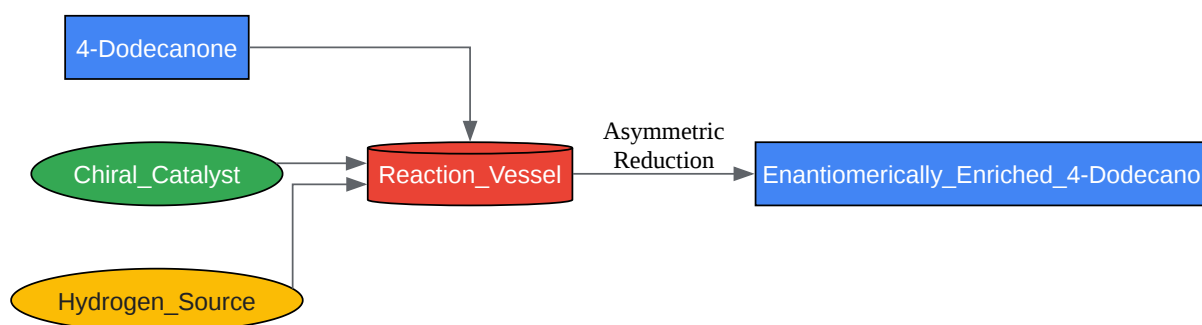 4-Dodecanone
Asymmetric
Reduction
Chiral_Catalyst
Reaction_Vessel
Enantiomerically_Enriched_4-Dodecano
Hydrogen_Source